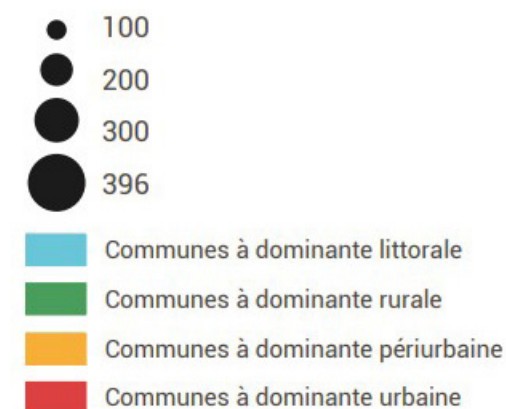 100
200
300
396
Communes à dominante littorale
Communes à dominante rurale
Communes à dominante périurbaine
Communes à dominante urbaine